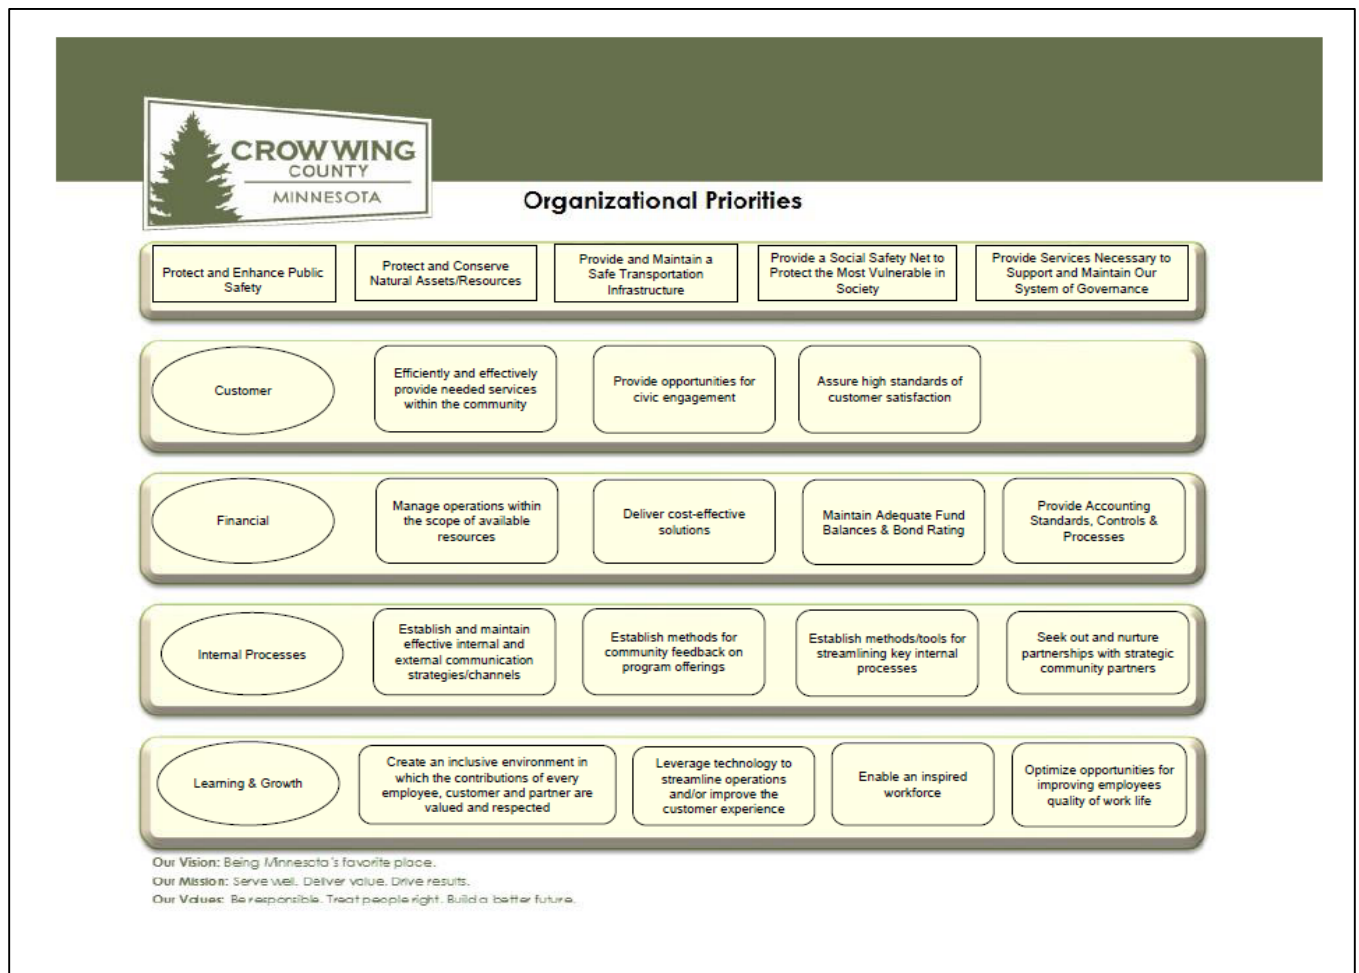 CROW WING
COUNTY
MINNESOTA
Organizational Priorities
Protect and Enhance Public
Safety
Protect and Conserve
Natural Assets/Resources
Provide and Maintain a
Safe Transportation
Infrastructure
Provide a Social Safety Net to
Protect the Most Vulnerable in
Society
Provide Services Necessary to
Support and Maintain Our
System of Governance
Customer
Efficiently and effectively
provide needed services
within the community
Provide opportunities for
civic engagement
Assure high standards of
customer satisfaction
Financial
Manage operations within
the scope of available
resources
Deliver cost-effective
solutions
Maintain Adequate Fund
Balances & Bond Rating
Provide Accounting
Standards, Controls &
Processes
Internal Processes
Establish and maintain
effective internal and
external communication
strategies/channels
Establish methods for
community feedback on
program offerings
Establish methods/tools for
streamlining key internal
processes
Seek out and nurture
partnerships with strategic
community partners
Learning & Growth
Create an inclusive environment in
which the contributions of every
employee, customer and partner are
valued and respected
Leverage technology to
streamline operations
and/or improve the
customer experience
Enable an inspired
workforce
Optimize opportunities for
improving employees
quality of work life
Our Vision: Being Minnesota's favorite place.
Our Mission: Serve well. Deliver value. Drive results.
Our Values: Be responsible. Treat people right. Build a better future.